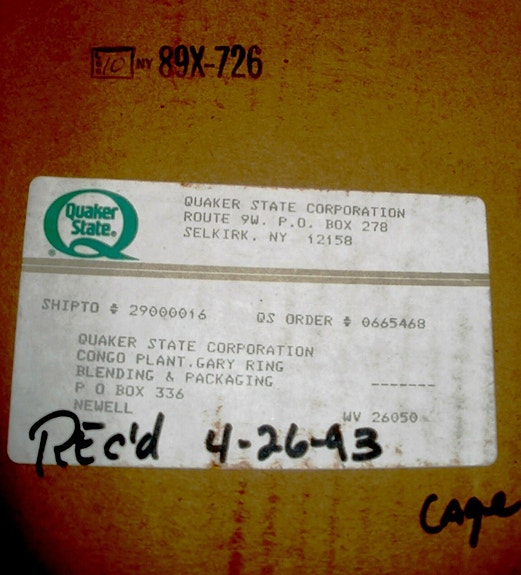 10 NY 89X-726
Quaker
State®
QUAKER STATE CORPORATION
ROUTE 9W. P.O. BOX 278
SELKIRK, NY 12158
SHIPTO # 29000016 QS ORDER # 0665468
QUAKER STATE CORPORATION
CONGO PLANT.GARY RING
BLENDING & PACKAGING
P O BOX 336
NEWELL WV 26050
REC'd 4-26-93
CAge